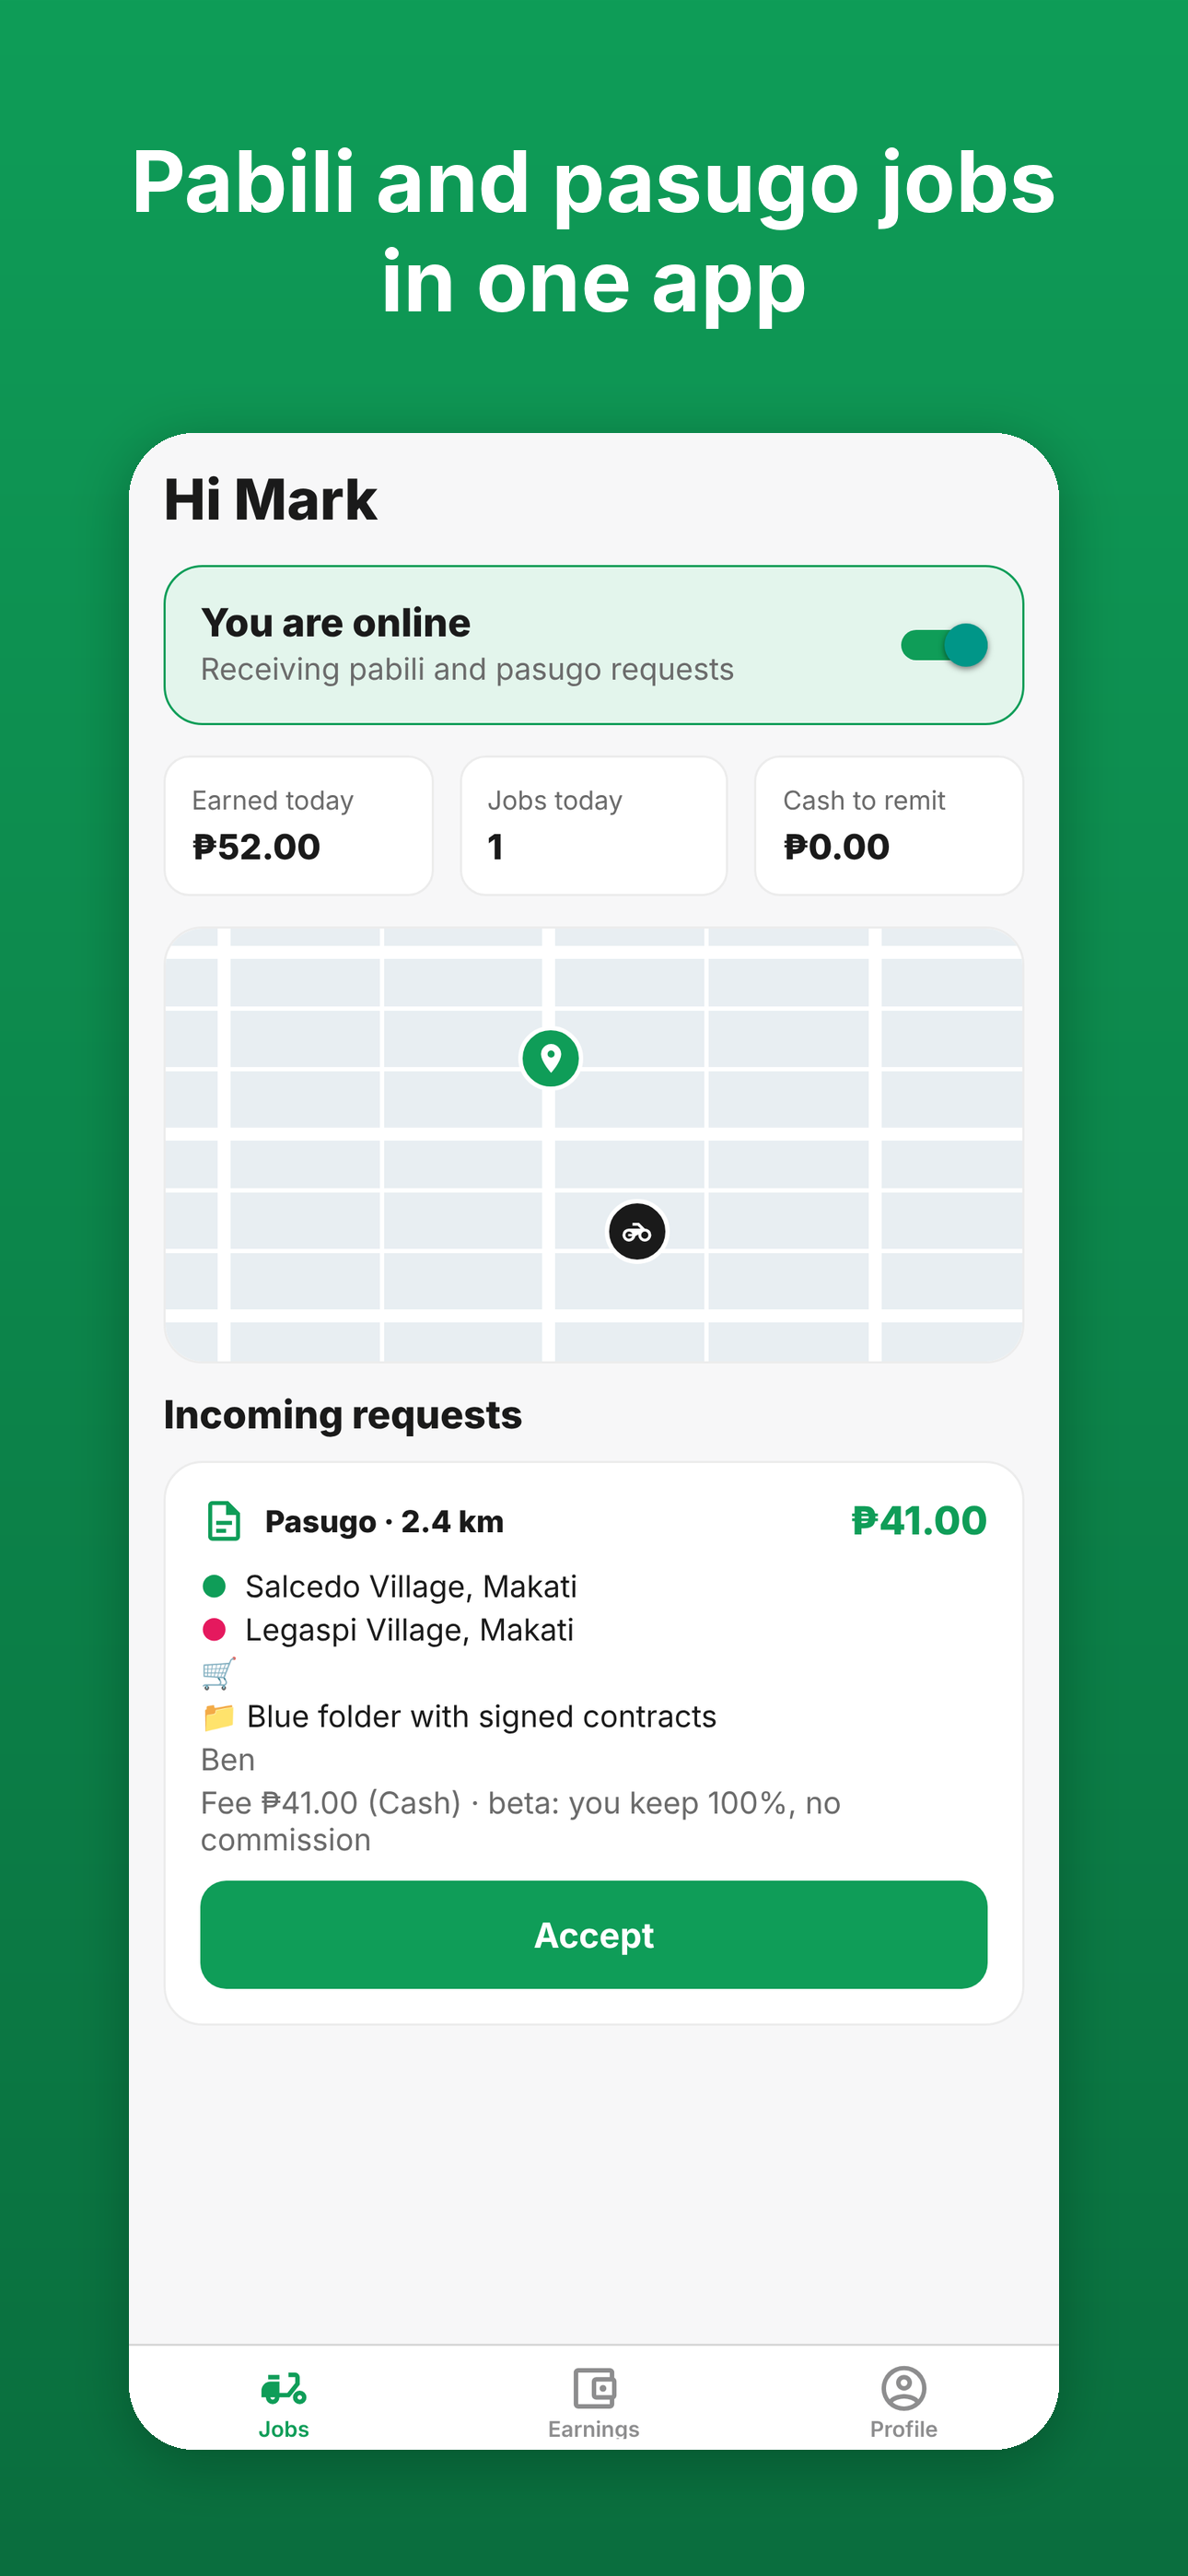 Pabili and pasugo jobs
in one app
Hi Mark
You are online
Receiving pabili and pasugo requests
Earned today
₱52.00
Jobs today
1
Cash to remit
₱0.00
Incoming requests
Pasugo · 2.4 km
₱41.00
Salcedo Village, Makati
Legaspi Village, Makati
🛒
📁 Blue folder with signed contracts
Ben
Fee ₱41.00 (Cash) · beta: you keep 100%, no
commission
Accept
Jobs
Earnings
Profile